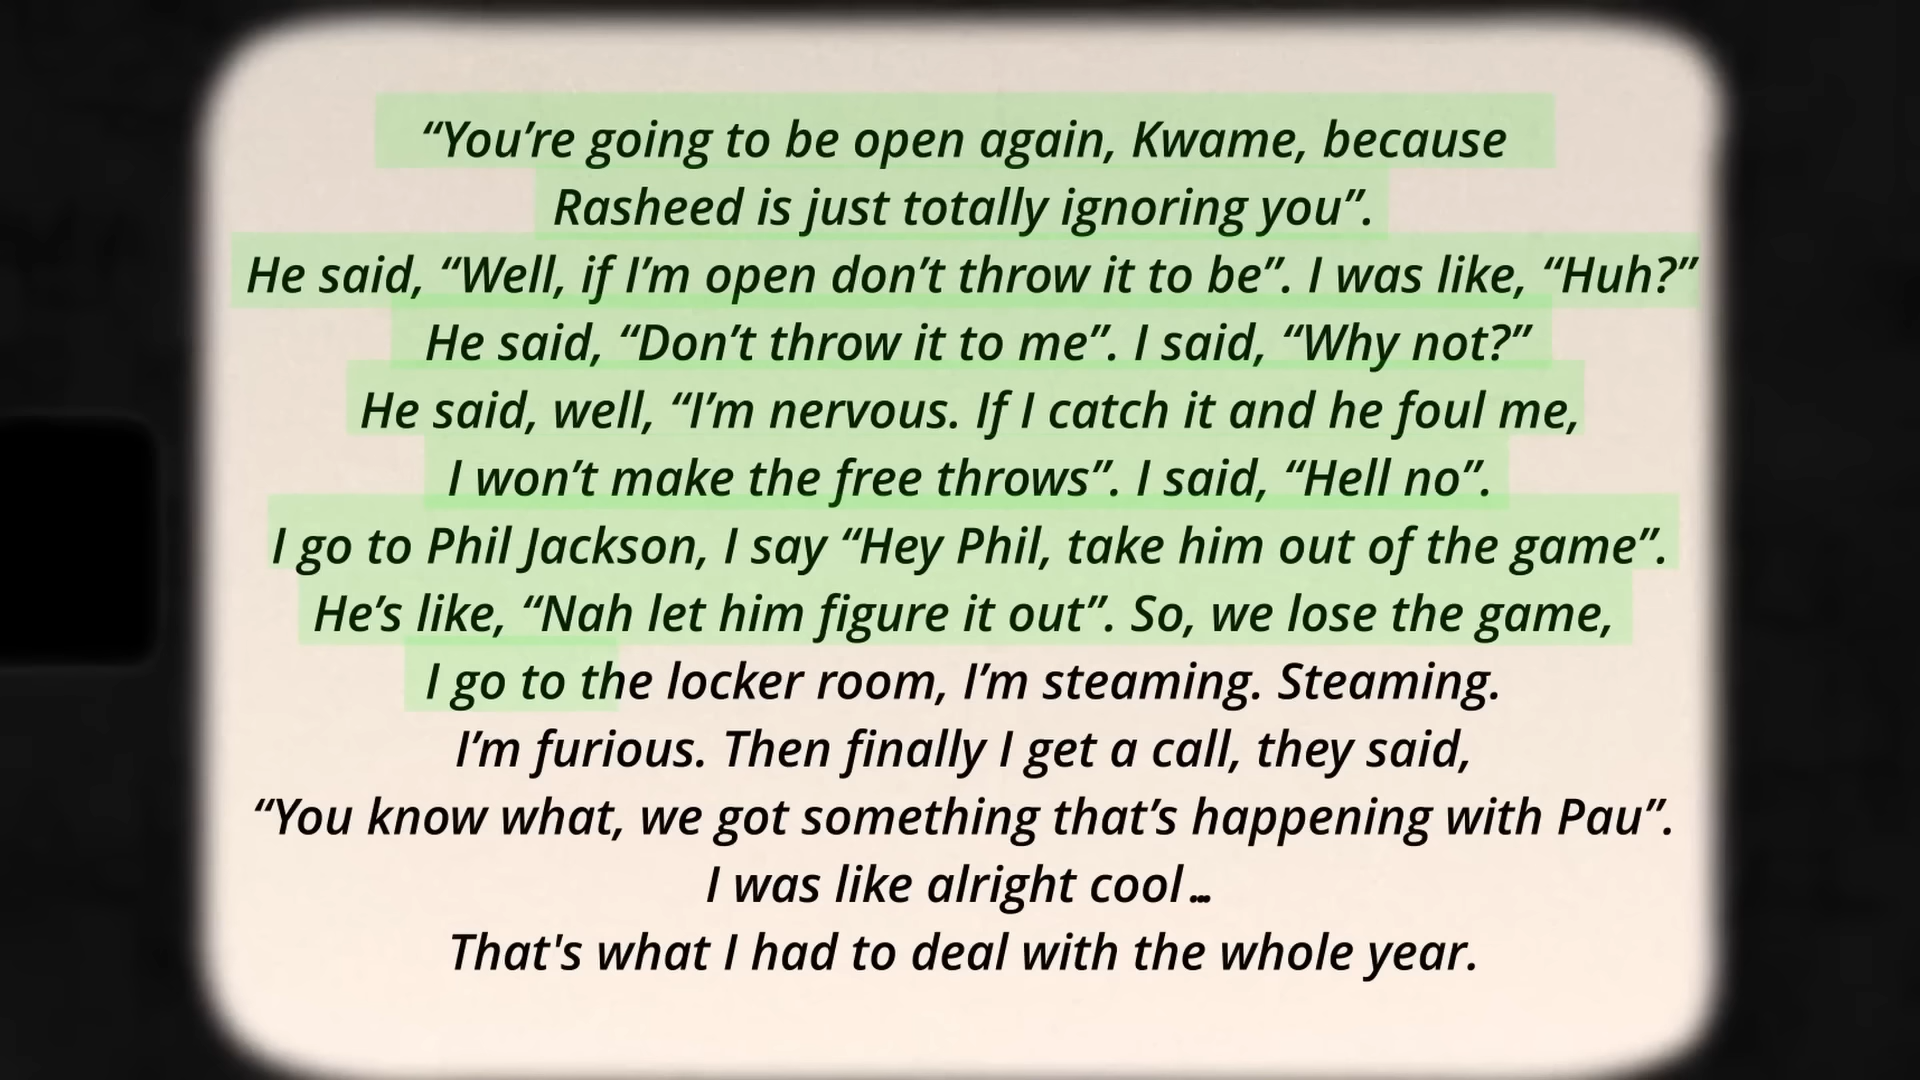 “You’re going to be open again, Kwame, because
Rasheed is just totally ignoring you”.
He said, “Well, if I’m open don’t throw it to be”. I was like, “Huh?”
He said, “Don’t throw it to me”. I said, “Why not?”
He said, well, “I’m nervous. If I catch it and he foul me,
I won’t make the free throws”. I said, “Hell no”.
I go to Phil Jackson, I say “Hey Phil, take him out of the game”.
He’s like, “Nah let him figure it out”. So, we lose the game,
I go to the locker room, I’m steaming. Steaming.
I’m furious. Then finally I get a call, they said,
“You know what, we got something that’s happening with Pau”.
I was like alright cool...
That's what I had to deal with the whole year.